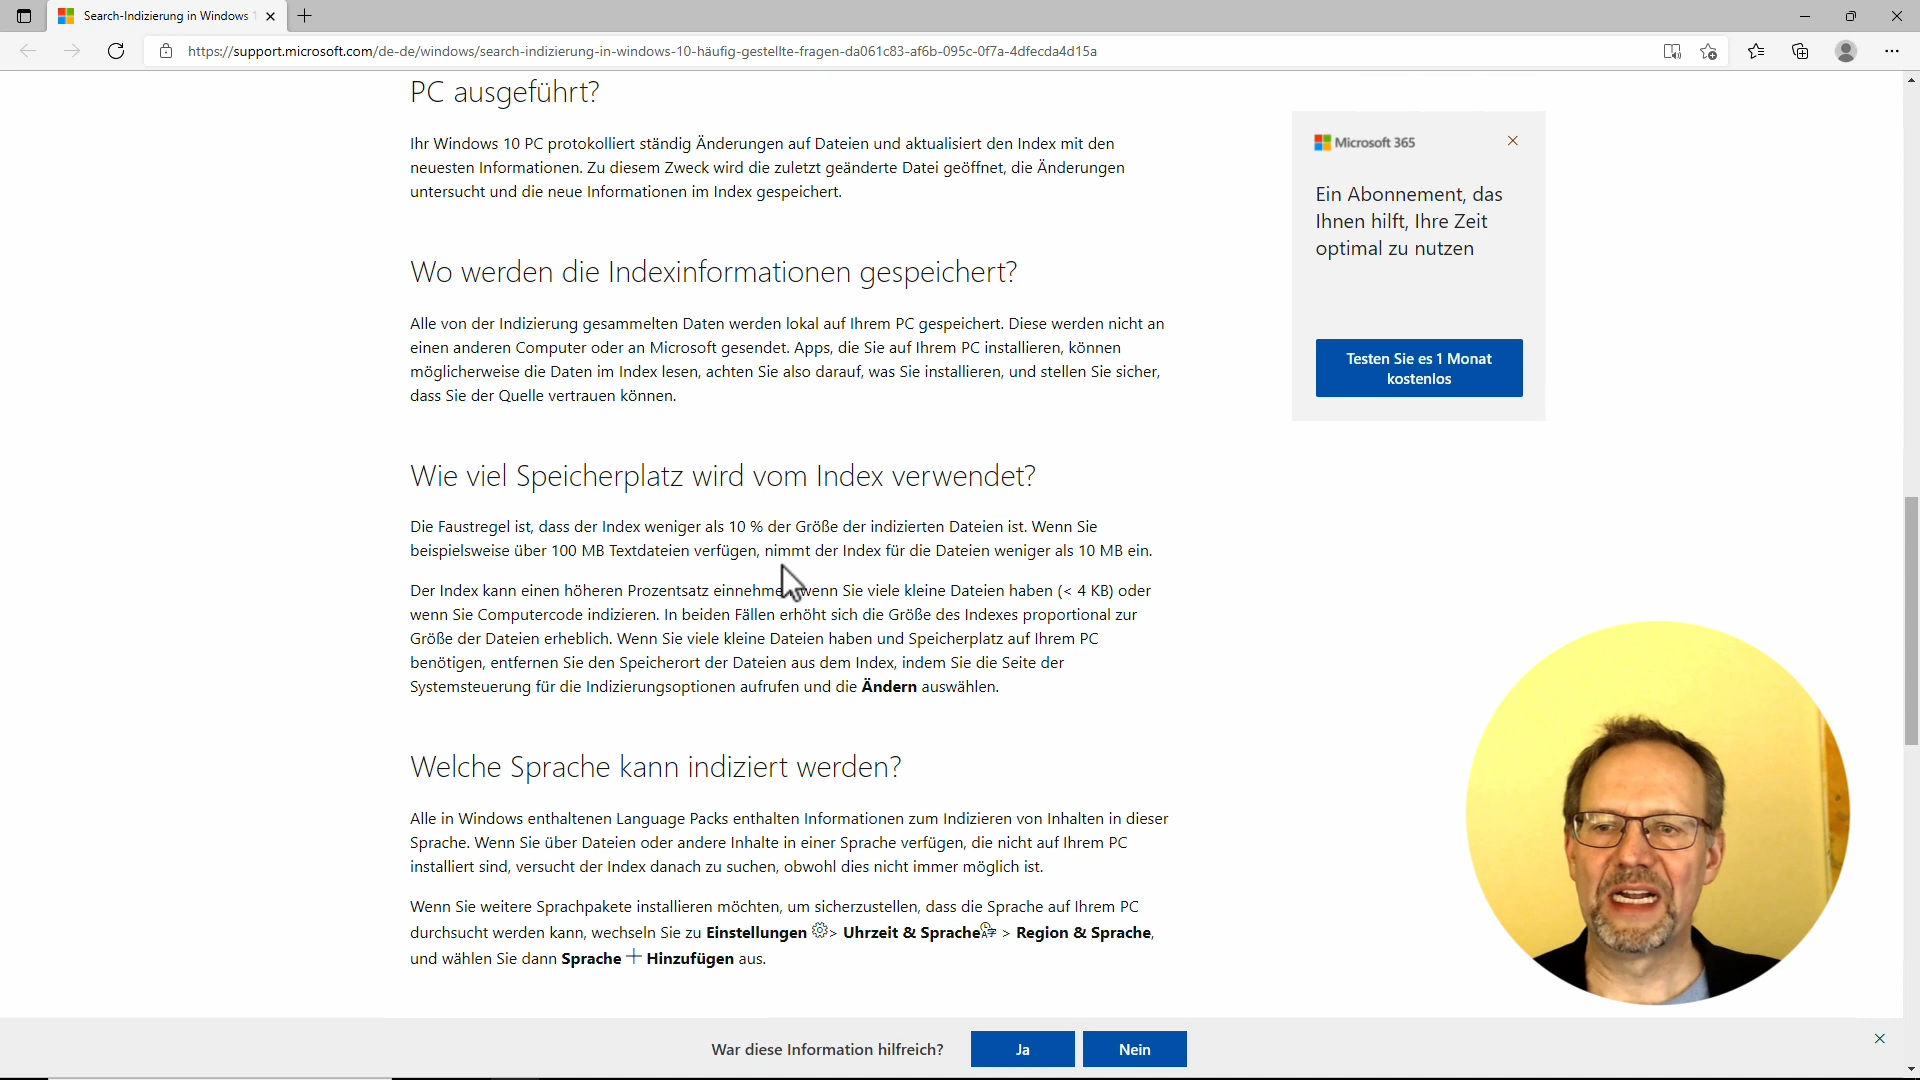 Search-Indizierung in Windows 1
https://support.microsoft.com/de-de/windows/search-indizierung-in-windows-10-häufig-gestellte-fragen-da061c83-af6b-095c-0f7a-4dfecda4d15a
PC ausgeführt?
Ihr Windows 10 PC protokolliert ständig Änderungen auf Dateien und aktualisiert den Index mit den
neuesten Informationen. Zu diesem Zweck wird die zuletzt geänderte Datei geöffnet, die Änderungen
untersucht und die neue Informationen im Index gespeichert.
Wo werden die Indexinformationen gespeichert?
Alle von der Indizierung gesammelten Daten werden lokal auf Ihrem PC gespeichert. Diese werden nicht an
einen anderen Computer oder an Microsoft gesendet. Apps, die Sie auf Ihrem PC installieren, können
möglicherweise die Daten im Index lesen, achten Sie also darauf, was Sie installieren, und stellen Sie sicher,
dass Sie der Quelle vertrauen können.
Wie viel Speicherplatz wird vom Index verwendet?
Die Faustregel ist, dass der Index weniger als 10 % der Größe der indizierten Dateien ist. Wenn Sie
beispielsweise über 100 MB Textdateien verfügen, nimmt der Index für die Dateien weniger als 10 MB ein.
Der Index kann einen höheren Prozentsatz einnehmen, wenn Sie viele kleine Dateien haben (< 4 KB) oder
wenn Sie Computercode indizieren. In beiden Fällen erhöht sich die Größe des Indexes proportional zur
Größe der Dateien erheblich. Wenn Sie viele kleine Dateien haben und Speicherplatz auf Ihrem PC
benötigen, entfernen Sie den Speicherort der Dateien aus dem Index, indem Sie die Seite der
Systemsteuerung für die Indizierungsoptionen aufrufen und die Ändern auswählen.
Welche Sprache kann indiziert werden?
Alle in Windows enthaltenen Language Packs enthalten Informationen zum Indizieren von Inhalten in dieser
Sprache. Wenn Sie über Dateien oder andere Inhalte in einer Sprache verfügen, die nicht auf Ihrem PC
installiert sind, versucht der Index danach zu suchen, obwohl dies nicht immer möglich ist.
Wenn Sie weitere Sprachpakete installieren möchten, um sicherzustellen, dass die Sprache auf Ihrem PC
durchsucht werden kann, wechseln Sie zu Einstellungen > Uhrzeit & Sprache > Region & Sprache,
und wählen Sie dann Sprache + Hinzufügen aus.
Microsoft 365
Ein Abonnement, das
Ihnen hilft, Ihre Zeit
optimal zu nutzen
Testen Sie es 1 Monat
kostenlos
War diese Information hilfreich?
Ja
Nein